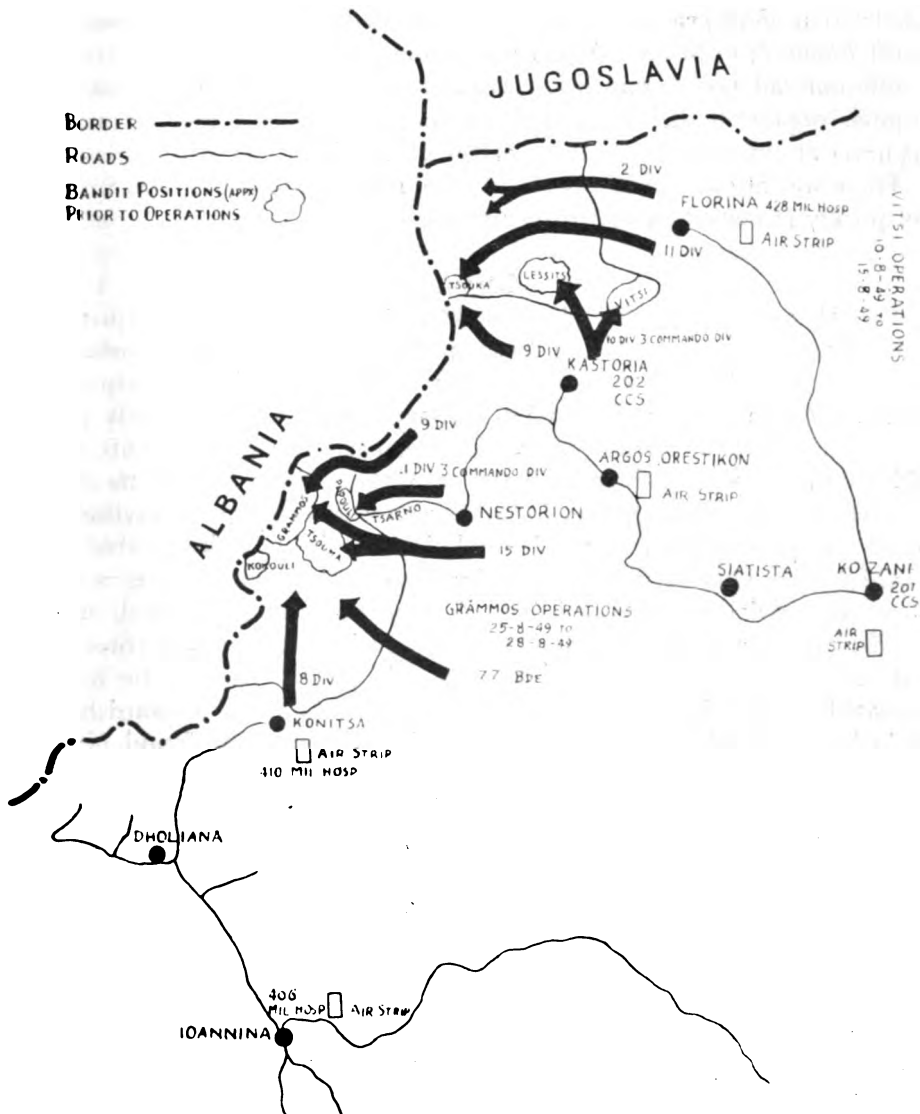 JUGOSLAVIA
BORDER
ROADS
BANDIT POSITIONS (APPX)
PRIOR TO OPERATIONS
2 DIV
FLORINA 428 MIL HOSP
AIR STRIP
11 DIV
VITSI OPERATIONS
10-8-49 TO
15-8-49
TSOUKA
LESSITS
VITSI
10 DIV 3 COMMANDO DIV
9 DIV
KASTORIA
202
CCS
ALBANIA
9 DIV
1 DIV 3 COMMANDO DIV
ARGOS ORESTIKON
AIR STRIP
GRAMMOS
TSARNO
NESTORION
TSOUKA
KOKOULI
15 DIV
SIATISTA
KOZANI
201
CCS
GRAMMOS OPERATIONS
25-8-49 TO
28-8-49
AIR
STRIP
77 BDE
8 DIV
KONITSA
AIR STRIP
410 MIL HOSP
DHOLIANA
406
MIL HOSP
AIR STRIP
IOANNINA